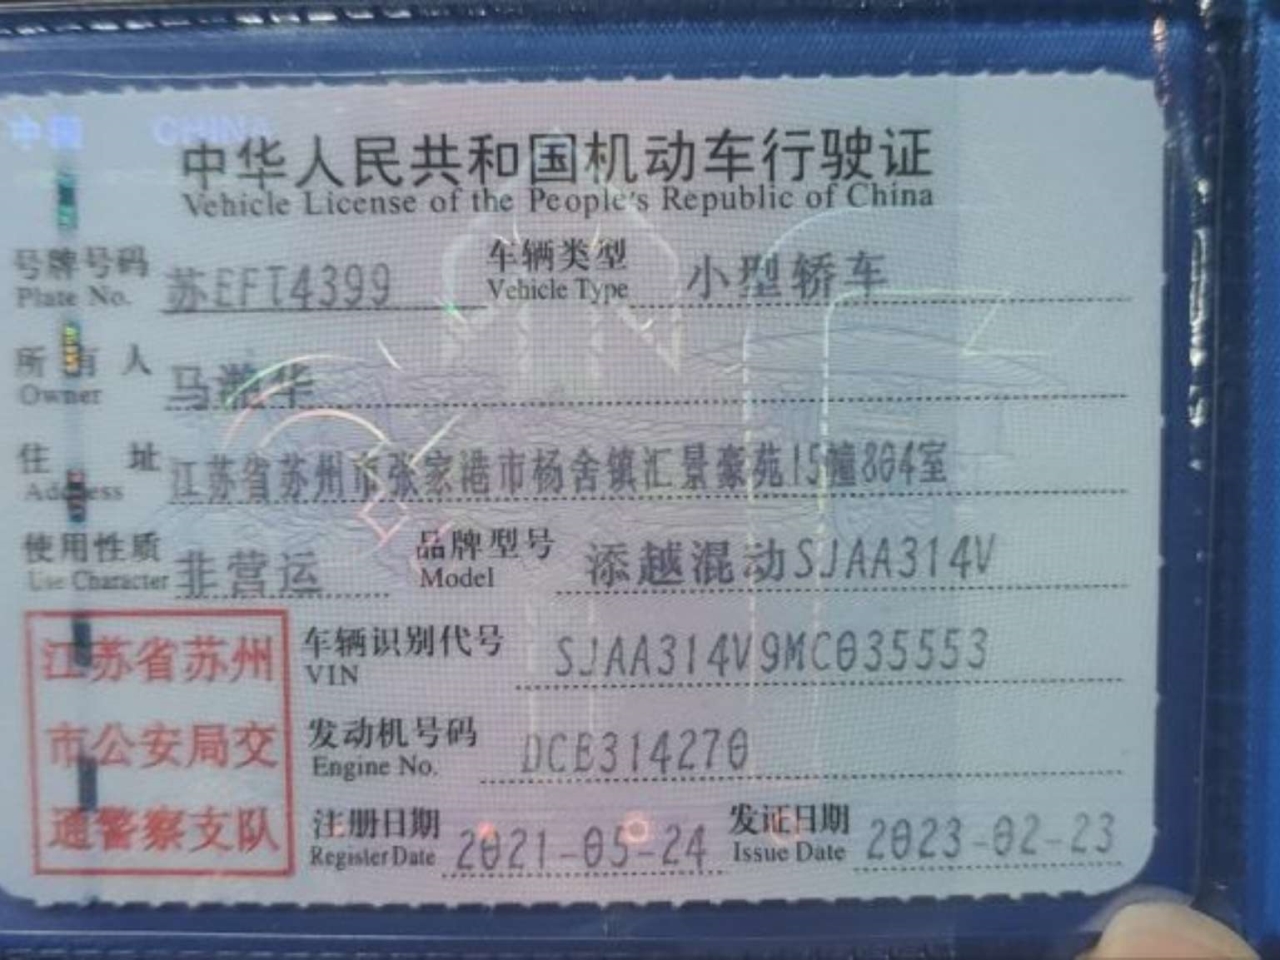 中国 CHINA
中华人民共和国机动车行驶证
Vehicle License of the People's Republic of China
号牌号码 苏EFT4399 车辆类型 小型轿车
Plate No. Vehicle Type
所有人 马 华
Owner
住址 江苏省苏州市张家港市杨舍镇汇景豪苑15幢804室
Address
使用性质 非营运 品牌型号 添越混动SJAA314V
Use Character Model
江苏省苏州
市公安局交
通警察支队
车辆识别代号 SJAA314V9MC035553
VIN
发动机号码 DCB314270
Engine No.
注册日期 2021-05-24 发证日期 2023-02-23
Register Date Issue Date